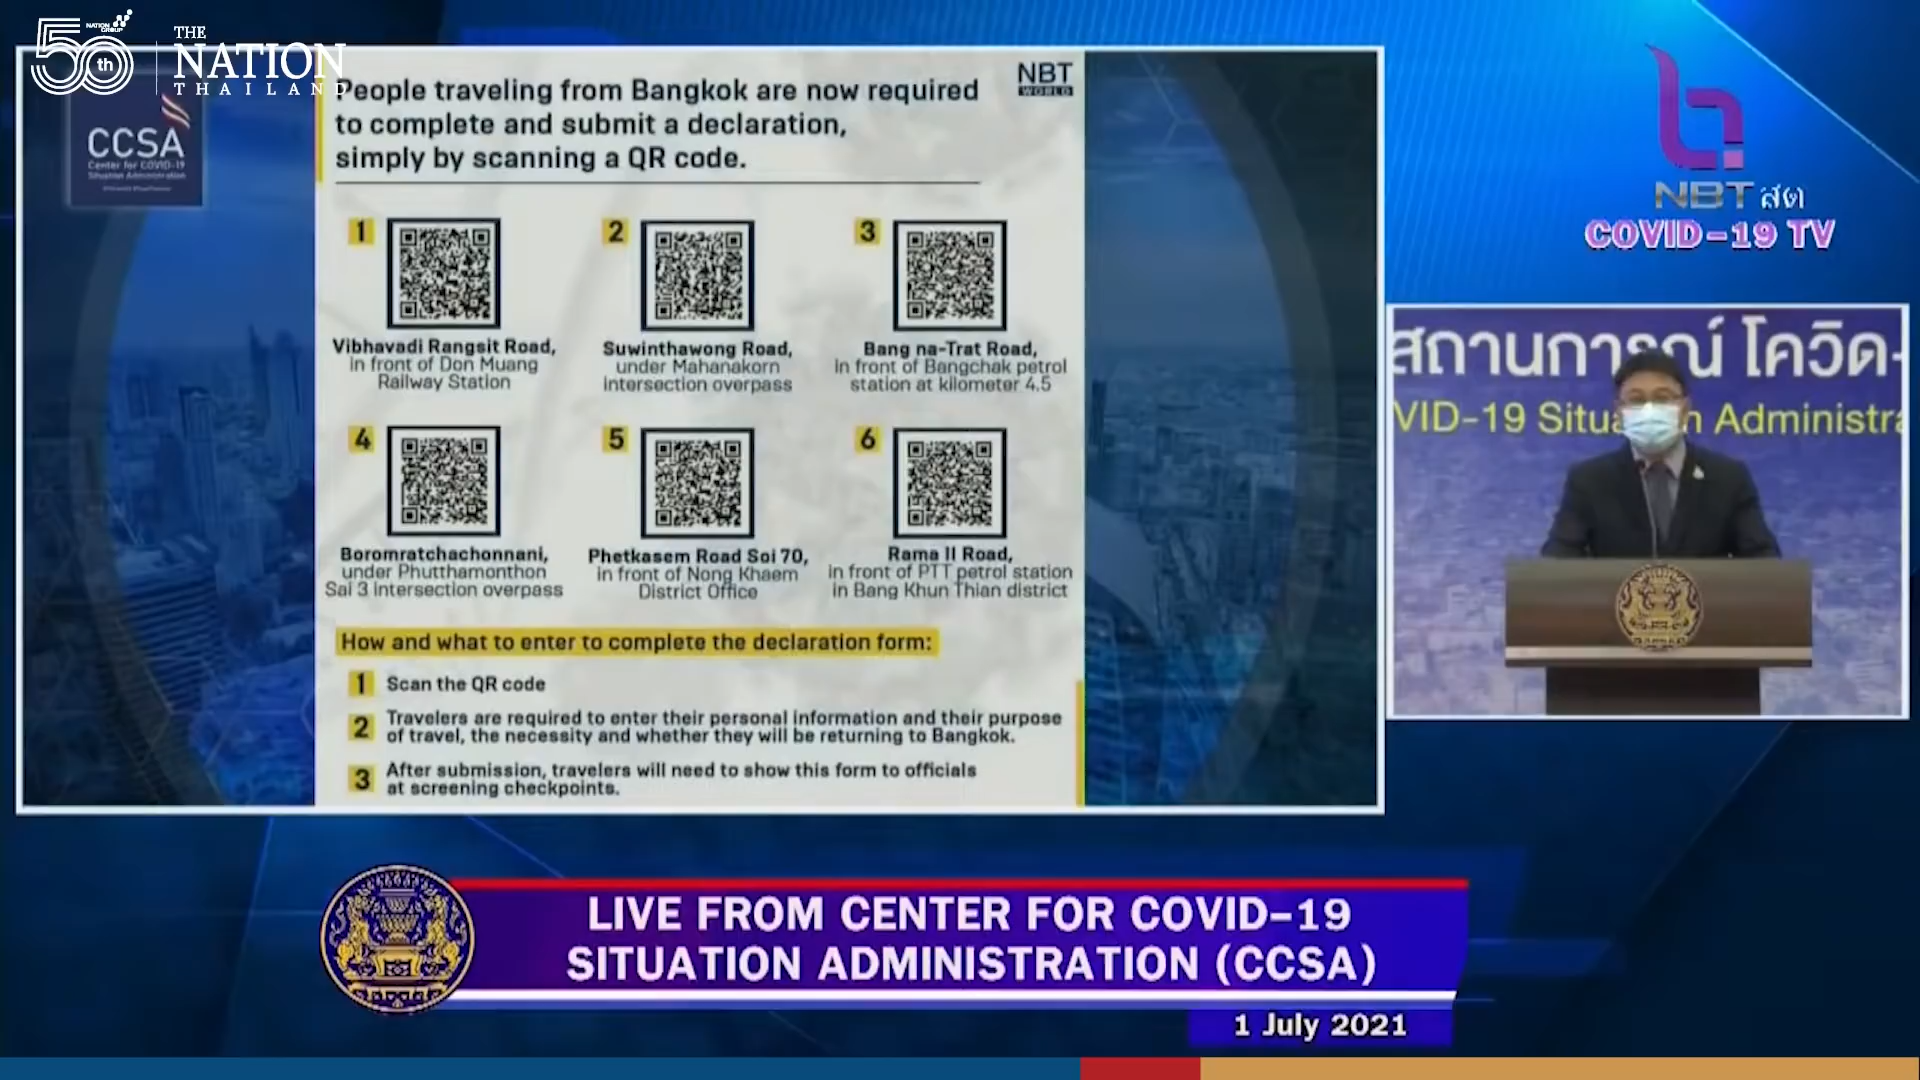 50th
NATION GROUP
THE
NATION
THAILAND
CCSA
Center for COVID-19
Situation Administration
NBT
WORLD
People traveling from Bangkok are now required
to complete and submit a declaration,
simply by scanning a QR code.
1
Vibhavadi Rangsit Road,
in front of Don Muang
Railway Station
2
Suwinthawong Road,
under Mahanakorn
intersection overpass
3
Bang na-Trat Road,
in front of Bangchak petrol
station at kilometer 4.5
4
Boromratchachonnani,
under Phutthamonthon
Sai 3 intersection overpass
5
Phetkasem Road Soi 70,
in front of Nong Khaem
District Office
6
Rama II Road,
in front of PTT petrol station
in Bang Khun Thian district
How and what to enter to complete the declaration form:
1 Scan the QR code
2 Travelers are required to enter their personal information and their purpose
of travel, the necessity and whether they will be returning to Bangkok.
3 After submission, travelers will need to show this form to officials
at screening checkpoints.
NBT สด
COVID-19 TV
สถานการณ์ โควิด-
VID-19 Situa n Administra
LIVE FROM CENTER FOR COVID-19
SITUATION ADMINISTRATION (CCSA)
1 July 2021